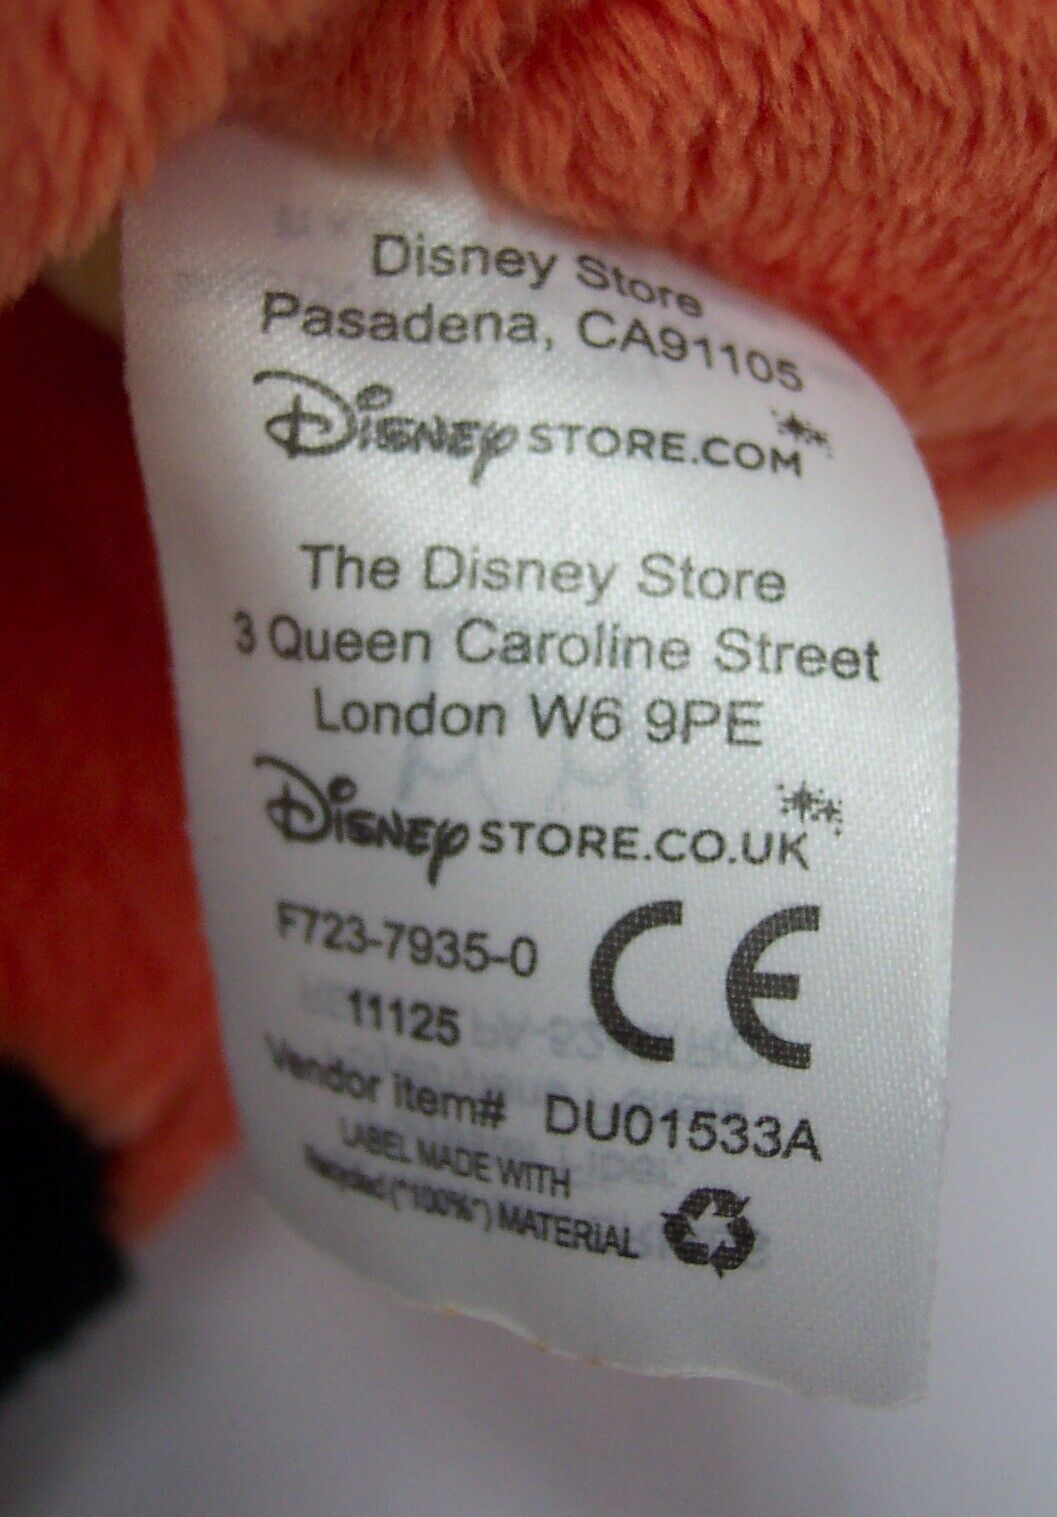 Disney Store
Pasadena, CA91105
Disney STORE.COM
The Disney Store
3 Queen Caroline Street
London W6 9PE
Disney STORE.CO.UK
F723-7935-0
CE
11125
Vendor Item# DU01533A
LABEL MADE WITH
Recycled ("100%") MATERIAL